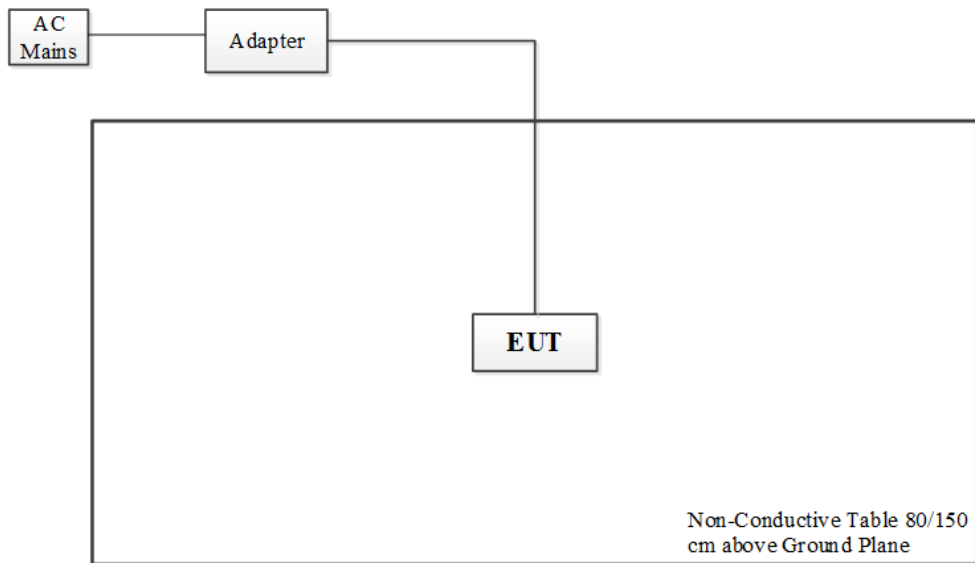 AC
Mains
Adapter
EUT
Non-Conductive Table 80/150
cm above Ground Plane